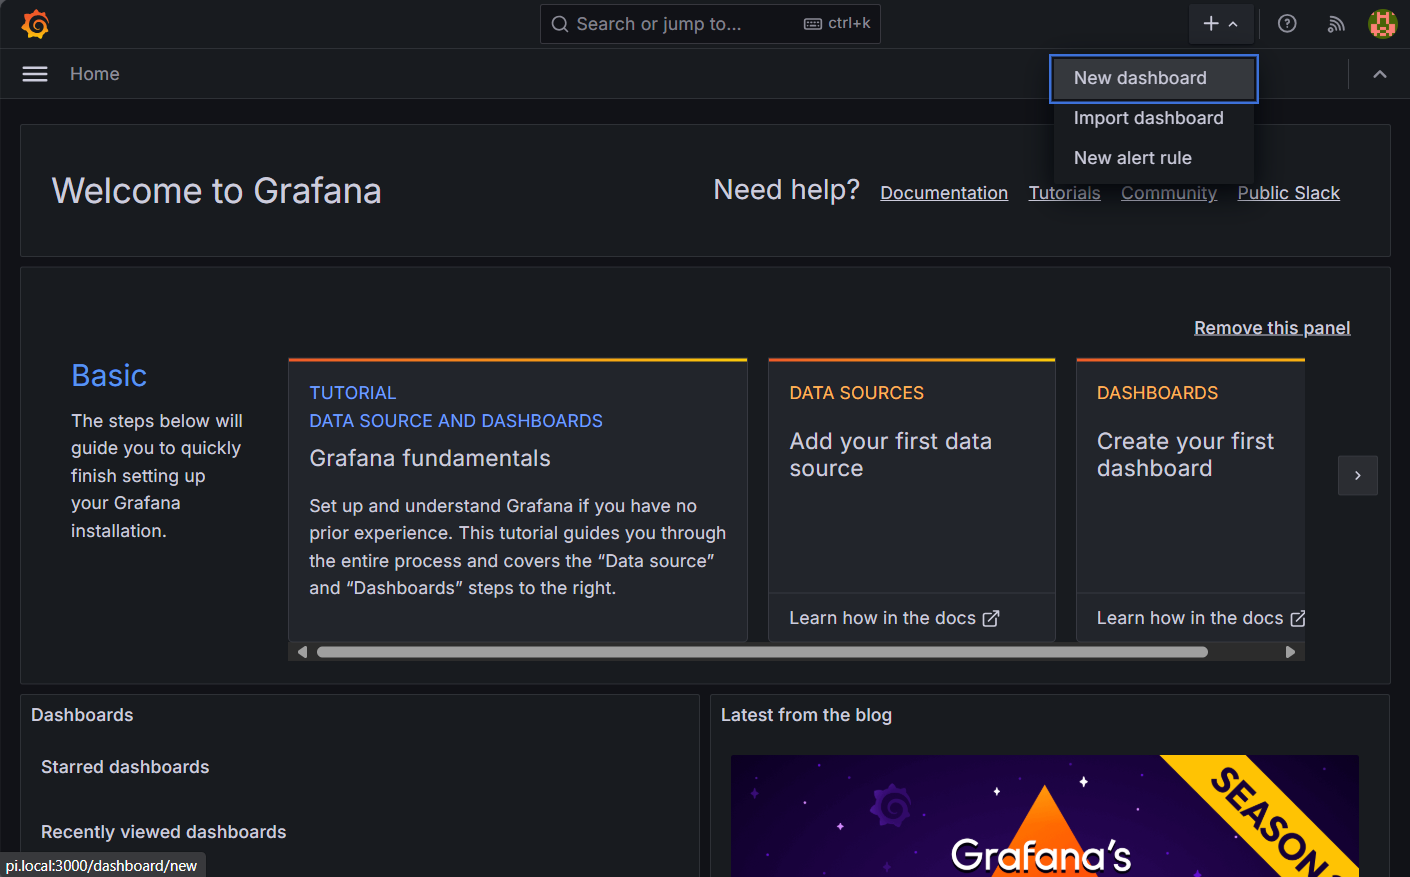 Search or jump to...
ctrl+k
Home
New dashboard
Import dashboard
New alert rule
Welcome to Grafana
Need help?
Documentation
Tutorials
Community
Public Slack
Remove this panel
Basic
The steps below will
guide you to quickly
finish setting up
your Grafana
installation.
TUTORIAL
DATA SOURCE AND DASHBOARDS
Grafana fundamentals
Set up and understand Grafana if you have no
prior experience. This tutorial guides you through
the entire process and covers the “Data source”
and “Dashboards” steps to the right.
DATA SOURCES
Add your first data
source
Learn how in the docs
DASHBOARDS
Create your first
dashboard
Learn how in the docs
Dashboards
Starred dashboards
Recently viewed dashboards
Latest from the blog
Grafana's
SEASON
pi.local:3000/dashboard/new